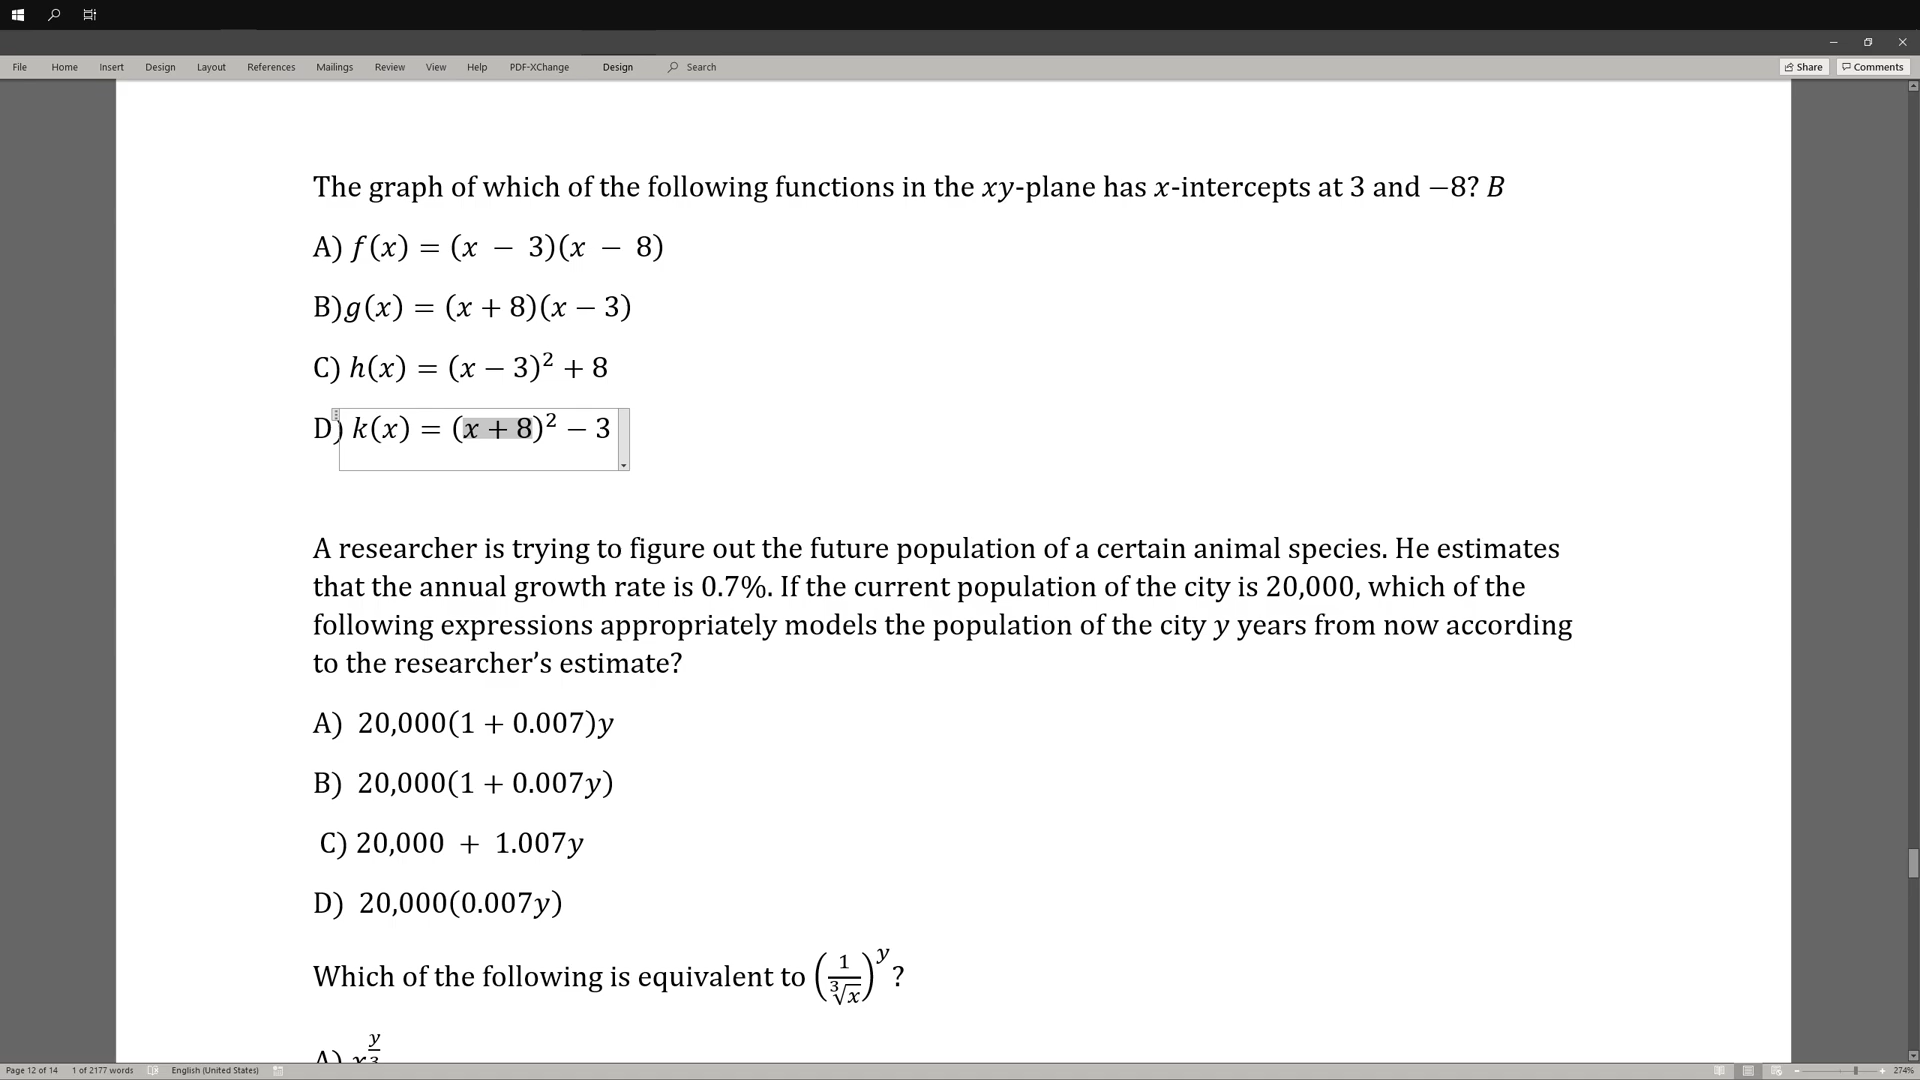 File Home Insert Design Layout References Mailings Review View Help PDF-XChange Design Search Share Comments
The graph of which of the following functions in the xy-plane has x-intercepts at 3 and −8? B
A) f(x) = (x − 3)(x − 8)
B)g(x) = (x + 8)(x − 3)
C) h(x) = (x − 3)² + 8
D) k(x) = (x + 8)² − 3
A researcher is trying to figure out the future population of a certain animal species. He estimates
that the annual growth rate is 0.7%. If the current population of the city is 20,000, which of the
following expressions appropriately models the population of the city y years from now according
to the researcher’s estimate?
A) 20,000(1 + 0.007)y
B) 20,000(1 + 0.007y)
C) 20,000 + 1.007y
D) 20,000(0.007y)
Which of the following is equivalent to (1/∛x)^y?
A) x^(y/3)
Page 12 of 14 1 of 2177 words English (United States) 274%